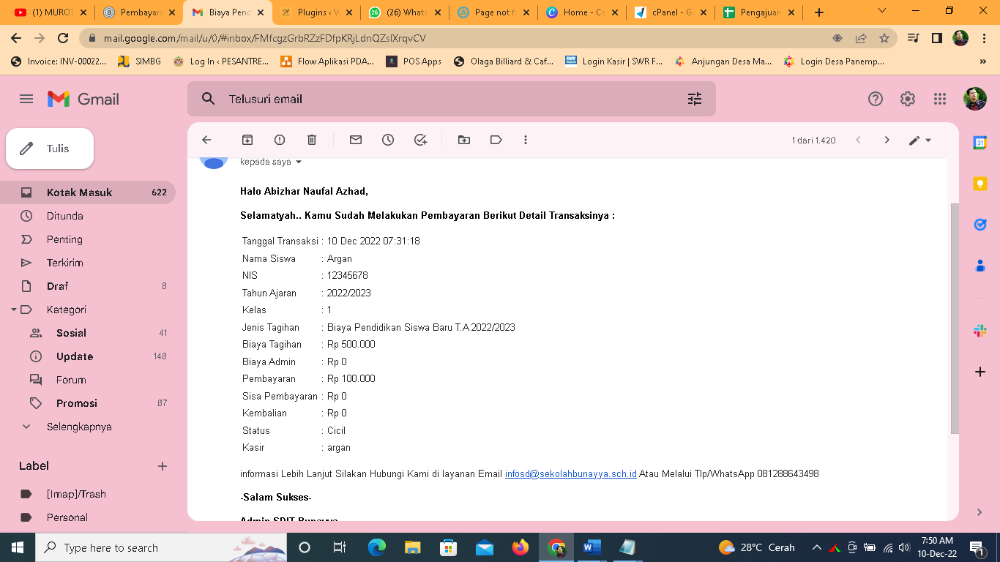 (1) MUROT
Pembayar
Biaya Pend
Plugins ‹ W
(26) Whats
Page not f
Home - Ca
cPanel - G
Pengajuan
mail.google.com/mail/u/0/#inbox/FMfcgzGrbRZzFDfpKRjLdnQZslXrqvCV
Invoice: INV-00022...
SIMBG
Log In ‹ PESANTRE...
Flow Aplikasi PDA...
POS Apps
Olaga Billiard & Caf...
Login Kasir | SWR F...
Anjungan Desa Ma...
Login Desa Panemp...
»
Gmail
Telusuri email
Tulis
1 dari 1.420
Kotak Masuk 622
Ditunda
Penting
Terkirim
Draf 8
Kategori
Sosial 41
Update 148
Forum
Promosi 87
Selengkapnya
Label
[Imap]/Trash
Personal
kepada saya
Halo Abizhar Naufal Azhad,
Selamatyah.. Kamu Sudah Melakukan Pembayaran Berikut Detail Transaksinya :
Tanggal Transaksi : 10 Dec 2022 07:31:18
Nama Siswa : Argan
NIS : 12345678
Tahun Ajaran : 2022/2023
Kelas : 1
Jenis Tagihan : Biaya Pendidikan Siswa Baru T.A 2022/2023
Biaya Tagihan : Rp 500.000
Biaya Admin : Rp 0
Pembayaran : Rp 100.000
Sisa Pembayaran : Rp 0
Kembalian : Rp 0
Status : Cicil
Kasir : argan
informasi Lebih Lanjut Silakan Hubungi Kami di layanan Email infosd@sekolahbunayya.sch.id Atau Melalui Tlp/WhatsApp 081288643498
-Salam Sukses-
Admin SDIT Bunayya
31
Type here to search
28°C Cerah
7:50 AM
10-Dec-22
1